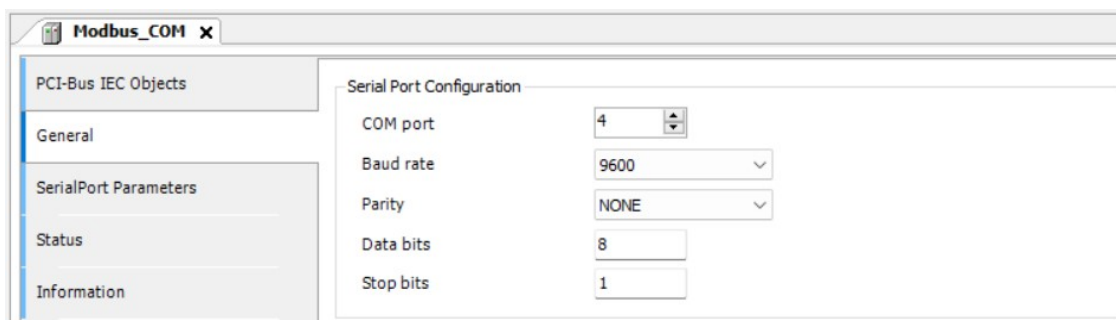 Modbus_COM
PCI-Bus IEC Objects
General
SerialPort Parameters
Status
Information
Serial Port Configuration
COM port 4
Baud rate 9600
Parity NONE
Data bits 8
Stop bits 1